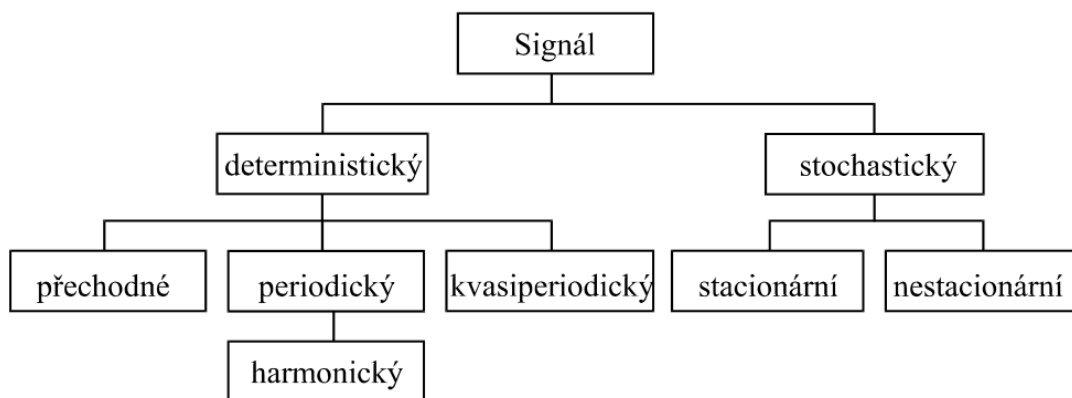 Signál
deterministický
stochastický
přechodné
periodický
kvasiperiodický
stacionární
nestacionární
harmonický